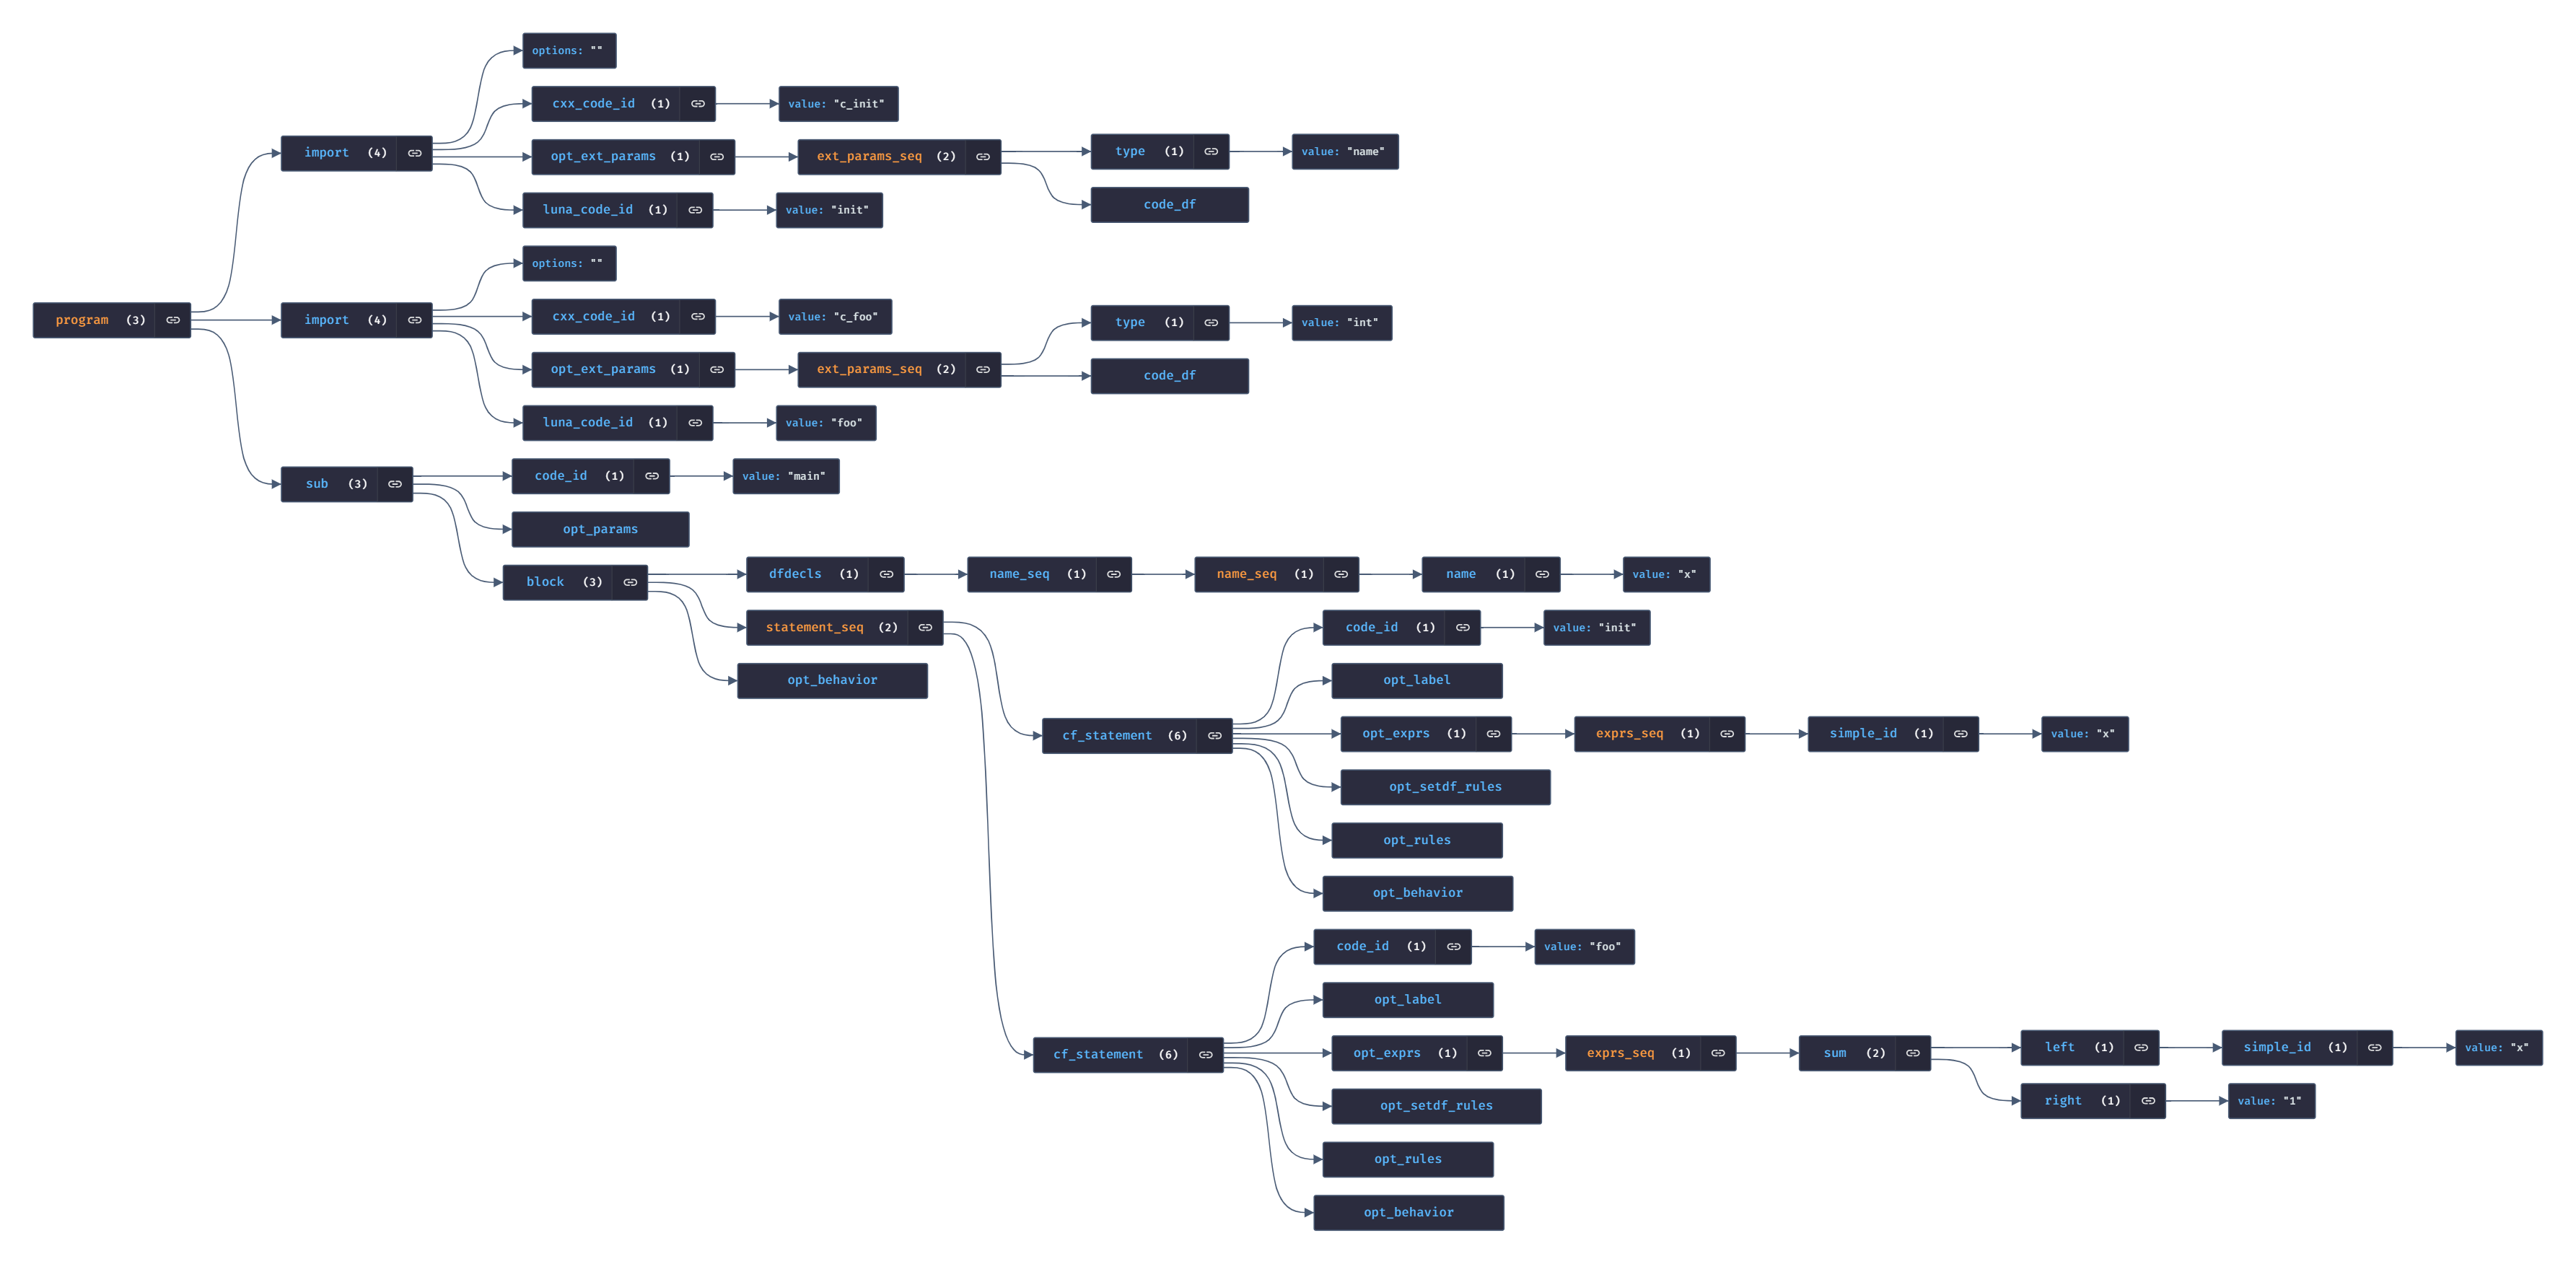 options: ""
cxx_code_id (1)
value: "c_init"
import (4)
opt_ext_params (1)
ext_params_seq (2)
type (1)
value: "name"
code_df
luna_code_id (1)
value: "init"
options: ""
program (3)
import (4)
cxx_code_id (1)
value: "c_foo"
type (1)
value: "int"
opt_ext_params (1)
ext_params_seq (2)
code_df
luna_code_id (1)
value: "foo"
sub (3)
code_id (1)
value: "main"
opt_params
block (3)
dfdecls (1)
name_seq (1)
name_seq (1)
name (1)
value: "x"
statement_seq (2)
code_id (1)
value: "init"
opt_behavior
opt_label
cf_statement (6)
opt_exprs (1)
exprs_seq (1)
simple_id (1)
value: "x"
opt_setdf_rules
opt_rules
opt_behavior
code_id (1)
value: "foo"
opt_label
cf_statement (6)
opt_exprs (1)
exprs_seq (1)
sum (2)
left (1)
simple_id (1)
value: "x"
right (1)
value: "1"
opt_setdf_rules
opt_rules
opt_behavior